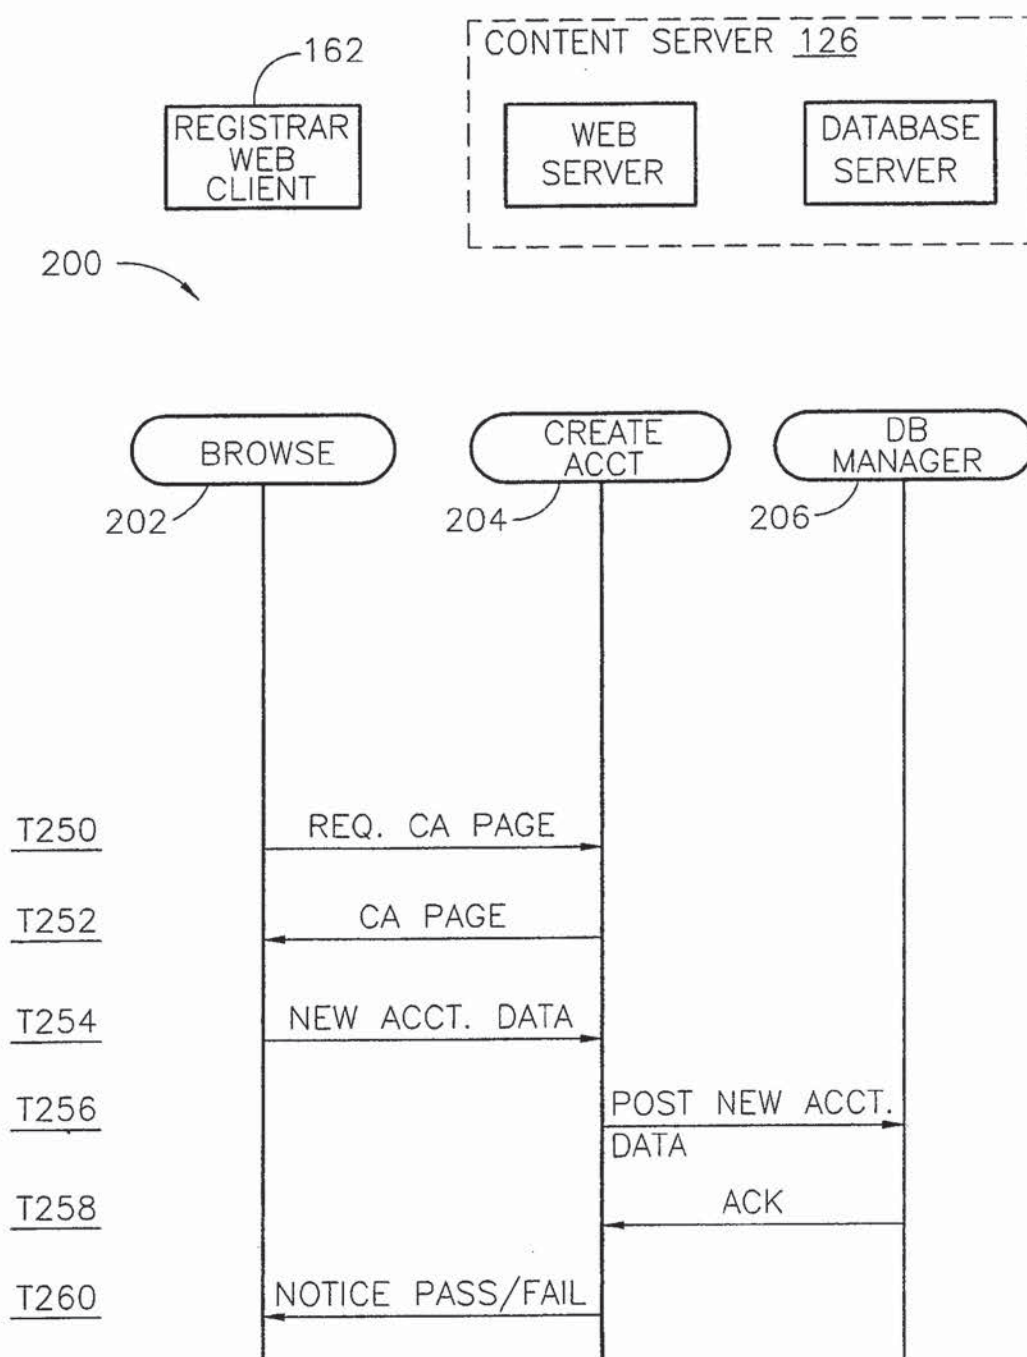 162
CONTENT SERVER 126
REGISTRAR
WEB
CLIENT
WEB
SERVER
DATABASE
SERVER
200
BROWSE
CREATE
ACCT
DB
MANAGER
202
204
206
T250
REQ. CA PAGE
T252
CA PAGE
T254
NEW ACCT. DATA
T256
POST NEW ACCT.
DATA
T258
ACK
T260
NOTICE PASS/FAIL